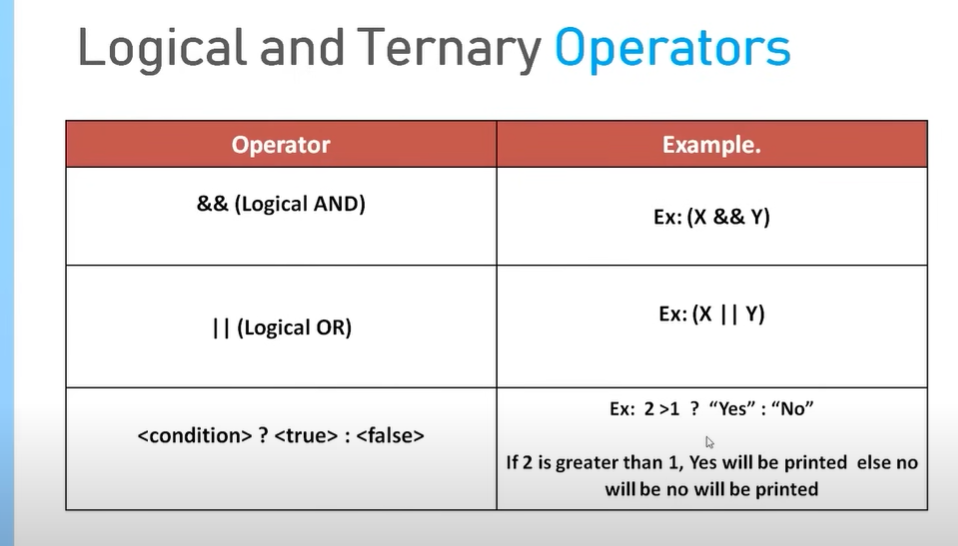 Logical and Ternary Operators
Operator
Example.
&& (Logical AND)
Ex: (X && Y)
|| (Logical OR)
Ex: (X || Y)
<condition> ? <true> : <false>
Ex:  2 >1  ?  “Yes” : “No”
If 2 is greater than 1, Yes will be printed  else no
will be no will be printed